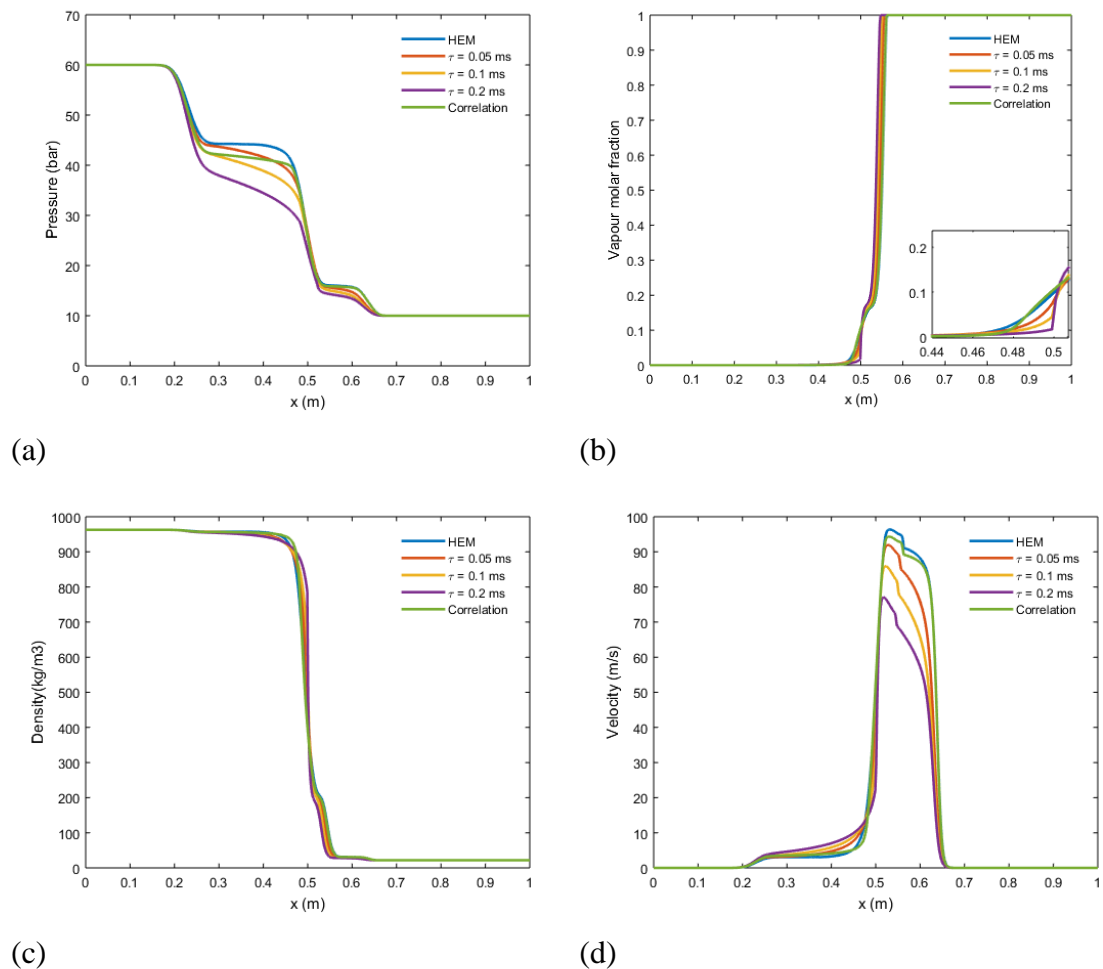 70
60
50
40
30
20
10
0
Pressure (bar)
HEM
τ = 0.05 ms
τ = 0.1 ms
τ = 0.2 ms
Correlation
0 0.1 0.2 0.3 0.4 0.5 0.6 0.7 0.8 0.9 1
x (m)
(a)
1
0.9
0.8
0.7
0.6
0.5
0.4
0.3
0.2
0.1
0
Vapour molar fraction
HEM
τ = 0.05 ms
τ = 0.1 ms
τ = 0.2 ms
Correlation
0.2
0.1
0
0.44 0.46 0.48 0.5
0 0.1 0.2 0.3 0.4 0.5 0.6 0.7 0.8 0.9 1
x (m)
(b)
1000
900
800
700
600
500
400
300
200
100
0
Density(kg/m3)
HEM
τ = 0.05 ms
τ = 0.1 ms
τ = 0.2 ms
Correlation
0 0.1 0.2 0.3 0.4 0.5 0.6 0.7 0.8 0.9 1
x (m)
(c)
100
90
80
70
60
50
40
30
20
10
0
Velocity (m/s)
HEM
τ = 0.05 ms
τ = 0.1 ms
τ = 0.2 ms
Correlation
0 0.1 0.2 0.3 0.4 0.5 0.6 0.7 0.8 0.9 1
x (m)
(d)